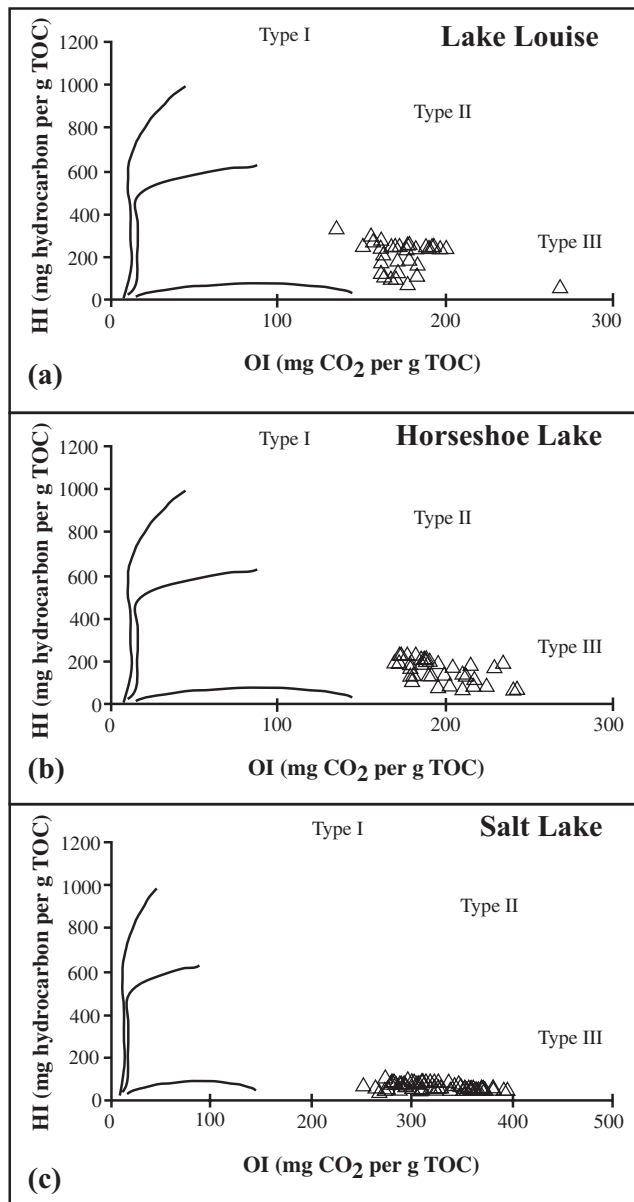 Type I
Lake Louise
1200
1000
Type II
800
600
400
Type III
200
0
0
100
200
300
HI (mg hydrocarbon per g TOC)
(a)
OI (mg CO2 per g TOC)
Type I
Horseshoe Lake
1200
1000
Type II
800
600
400
Type III
200
0
0
100
200
300
HI (mg hydrocarbon per g TOC)
(b)
OI (mg CO2 per g TOC)
Type I
Salt Lake
1200
1000
Type II
800
600
400
Type III
200
0
0
100
200
300
400
500
HI (mg hydrocarbon per g TOC)
(c)
OI (mg CO2 per g TOC)